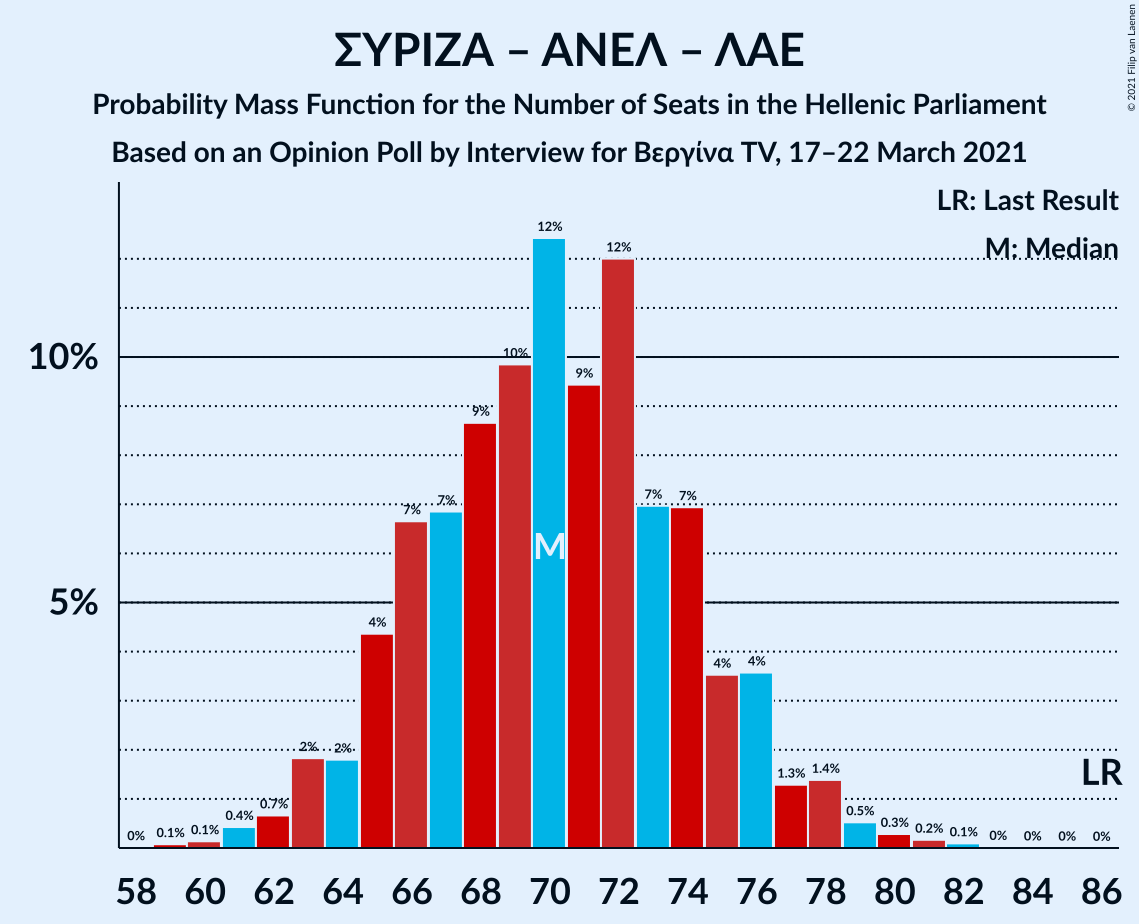 ΣΥΡΙΖΑ – ΑΝΕΛ – ΛΑΕ
Probability Mass Function for the Number of Seats in the Hellenic Parliament
Based on an Opinion Poll by Interview for Βεργίνα TV, 17–22 March 2021
© 2021 Filip van Laenen
LR: Last Result
M: Median
10%
5%
0% 0.1% 0.1% 0.4% 0.7% 2% 2% 4% 7% 7% 9% 10% 12% 9% 12% 7% 7% 4% 4% 1.3% 1.4% 0.5% 0.3% 0.2% 0.1% 0% 0% 0% 0%
M
LR
58 60 62 64 66 68 70 72 74 76 78 80 82 84 86